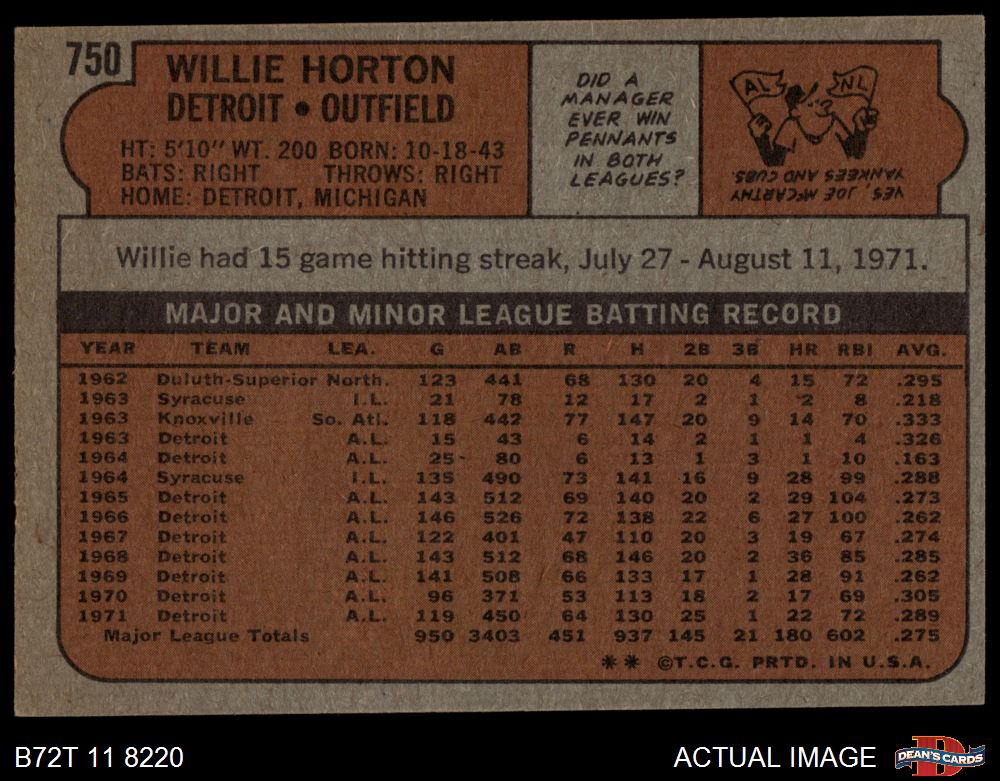 750
WILLIE HORTON
DETROIT • OUTFIELD
HT: 5'10" WT. 200 BORN: 10-18-43
BATS: RIGHT THROWS: RIGHT
HOME: DETROIT, MICHIGAN
DID A
MANAGER
EVER WIN
PENNANTS
IN BOTH
LEAGUES?
AL NL
YES, JOE McCARTHY
YANKEES AND CUBS.
Willie had 15 game hitting streak, July 27 - August 11, 1971.
MAJOR AND MINOR LEAGUE BATTING RECORD
YEAR TEAM LEA. G AB R H 2B 3B HR RBI AVG.
1962 Duluth-Superior North. 123 441 68 130 20 4 15 72 .295
1963 Syracuse I.L. 21 78 12 17 2 1 2 8 .218
1963 Knoxville So. Atl. 118 442 77 147 20 9 14 70 .333
1963 Detroit A.L. 15 43 6 14 2 1 1 4 .326
1964 Detroit A.L. 25 80 6 13 1 3 1 10 .163
1964 Syracuse I.L. 135 490 73 141 16 9 28 99 .288
1965 Detroit A.L. 143 512 69 140 20 2 29 104 .273
1966 Detroit A.L. 146 526 72 138 22 6 27 100 .262
1967 Detroit A.L. 122 401 47 110 20 3 19 67 .274
1968 Detroit A.L. 143 512 68 146 20 2 36 85 .285
1969 Detroit A.L. 141 508 66 133 17 1 28 91 .262
1970 Detroit A.L. 96 371 53 113 18 2 17 69 .305
1971 Detroit A.L. 119 450 64 130 25 1 22 72 .289
Major League Totals 950 3403 451 937 145 21 180 602 .275
** ©T.C.G. PRTD. IN U.S.A.
B72T 11 8220
ACTUAL IMAGE
D
DEAN'S CARDS